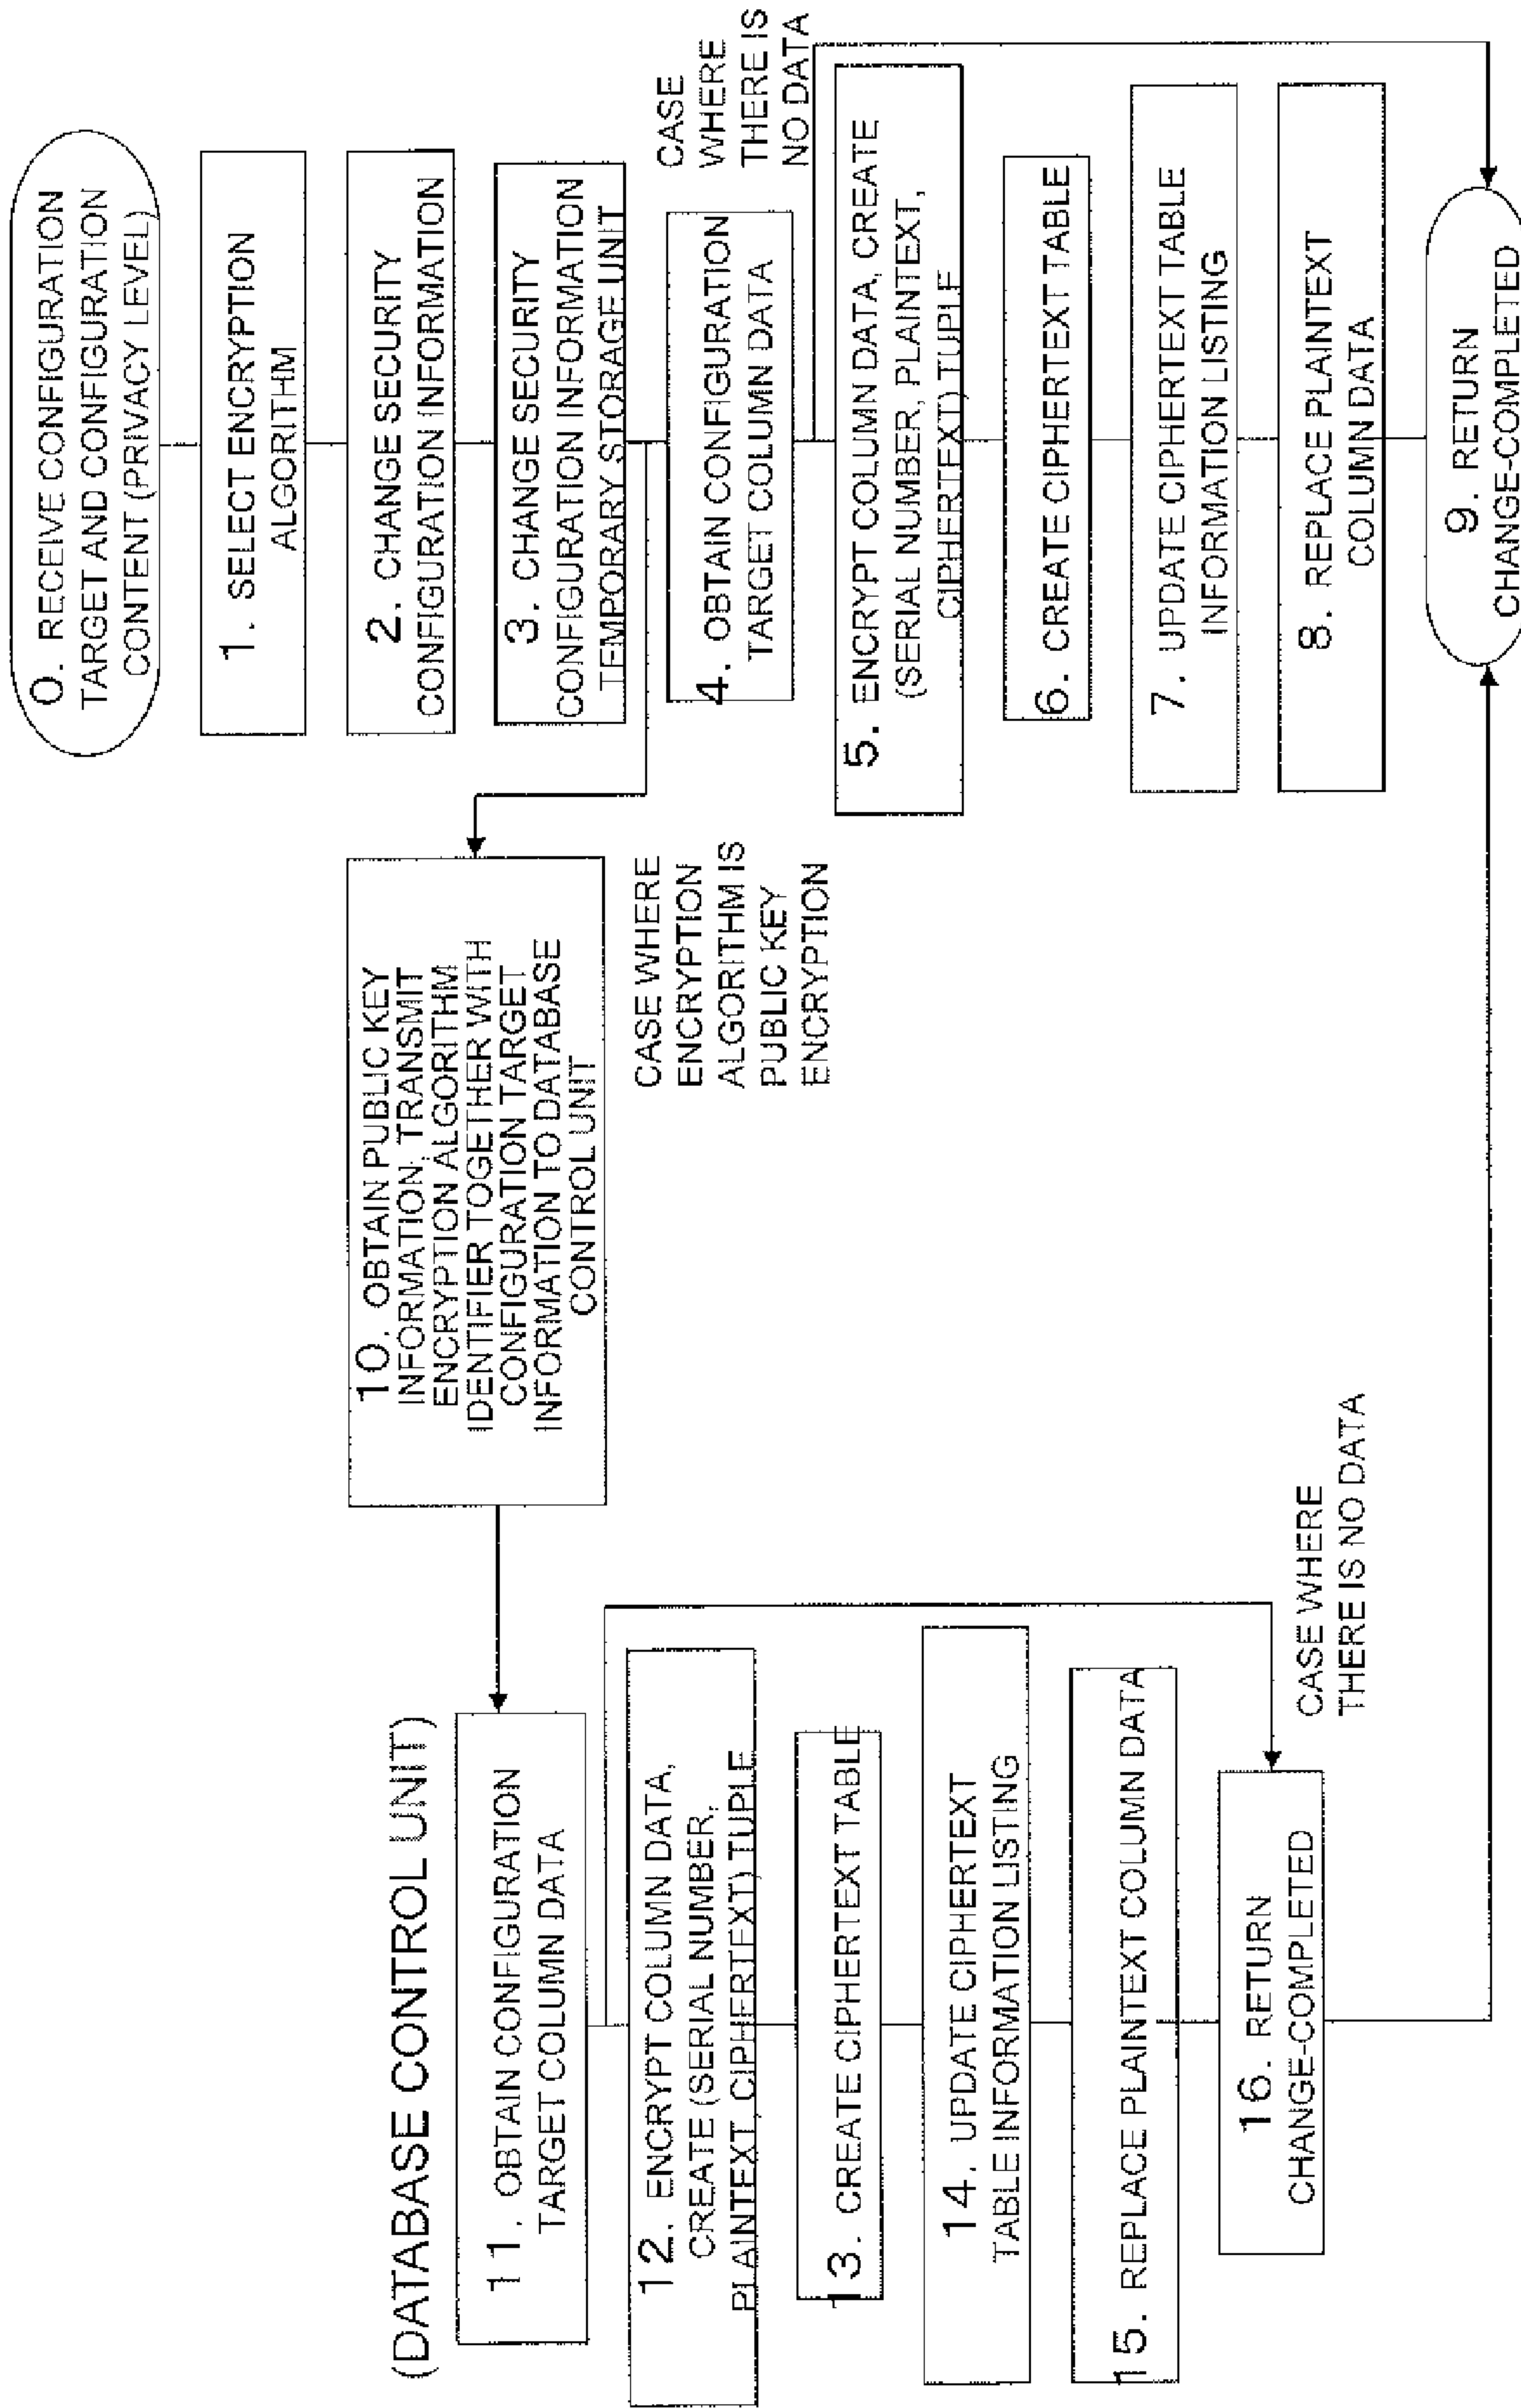 0. RECEIVE CONFIGURATION
TARGET AND CONFIGURATION
CONTENT (PRIVACY LEVEL)
1. SELECT ENCRYPTION
ALGORITHM
2. CHANGE SECURITY
CONFIGURATION INFORMATION
3. CHANGE SECURITY
CONFIGURATION INFORMATION
TEMPORARY STORAGE UNIT
4. OBTAIN CONFIGURATION
TARGET COLUMN DATA
CASE
WHERE
THERE IS
NO DATA
5. ENCRYPT COLUMN DATA, CREATE
(SERIAL NUMBER, PLAINTEXT,
CIPHERTEXT) TUPLE
6. CREATE CIPHERTEXT TABLE
7. UPDATE CIPHERTEXT TABLE
INFORMATION LISTING
8. REPLACE PLAINTEXT
COLUMN DATA
9. RETURN
CHANGE-COMPLETED
10. OBTAIN PUBLIC KEY
INFORMATION, TRANSMIT
ENCRYPTION ALGORITHM
IDENTIFIER TOGETHER WITH
CONFIGURATION TARGET
INFORMATION TO DATABASE
CONTROL UNIT
CASE WHERE
ENCRYPTION
ALGORITHM IS
PUBLIC KEY
ENCRYPTION
(DATABASE CONTROL UNIT)
11. OBTAIN CONFIGURATION
TARGET COLUMN DATA
12. ENCRYPT COLUMN DATA,
CREATE (SERIAL NUMBER,
PLAINTEXT, CIPHERTEXT) TUPLE
13. CREATE CIPHERTEXT TABLE
14. UPDATE CIPHERTEXT
TABLE INFORMATION LISTING
15. REPLACE PLAINTEXT COLUMN DATA
16. RETURN
CHANGE-COMPLETED
CASE WHERE
THERE IS NO DATA